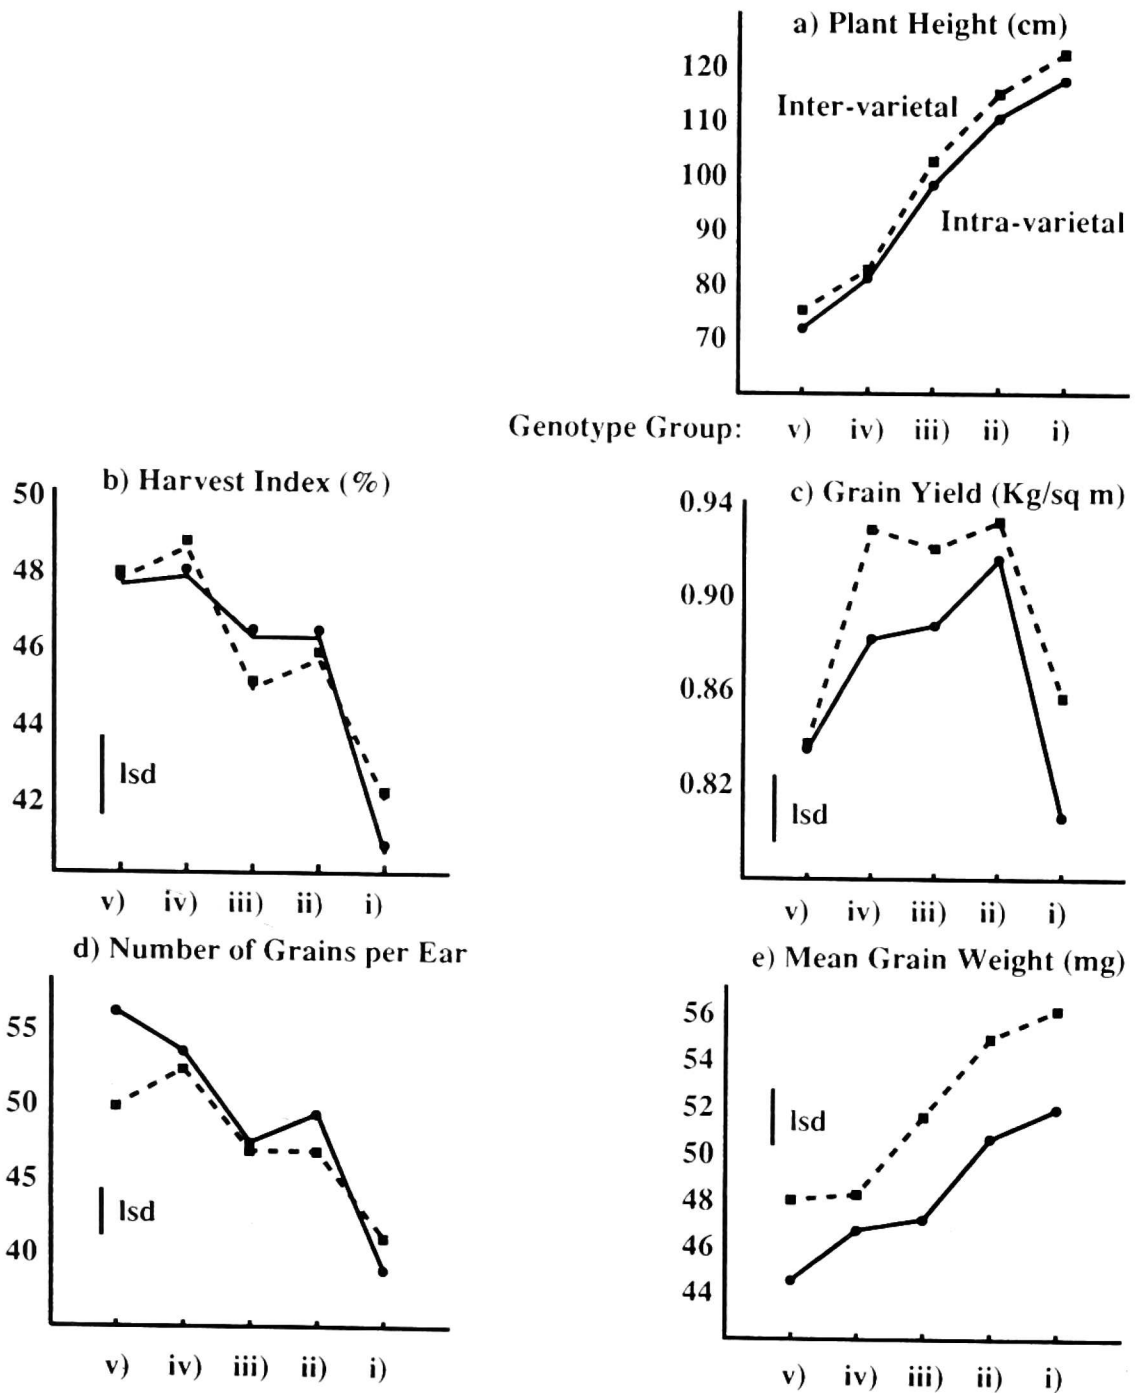 a) Plant Height (cm)
120
110
100
90
80
70
Inter-varietal
Intra-varietal
Genotype Group: v) iv) iii) ii) i)
b) Harvest Index (%)
50
48
46
44
42
lsd
v) iv) iii) ii) i)
c) Grain Yield (Kg/sq m)
0.94
0.90
0.86
0.82
lsd
v) iv) iii) ii) i)
d) Number of Grains per Ear
55
50
45
40
lsd
v) iv) iii) ii) i)
e) Mean Grain Weight (mg)
56
54
52
50
48
46
44
lsd
v) iv) iii) ii) i)